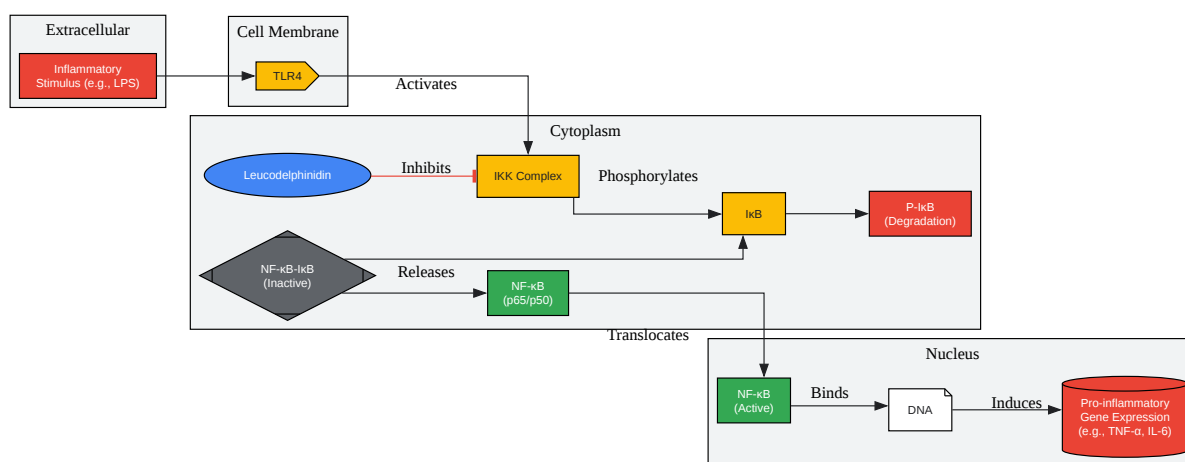 Extracellular
Inflammatory
Stimulus (e.g., LPS)
Cell Membrane
TLR4
Activates
Cytoplasm
Leucodelphinidin
Inhibits
IKK Complex
Phosphorylates
IκB
P-IκB
(Degradation)
NF-κB-IκB
(Inactive)
Releases
NF-κB
(p65/p50)
Translocates
Nucleus
NF-κB
(Active)
Binds
DNA
Induces
Pro-inflammatory
Gene Expression
(e.g., TNF-α, IL-6)